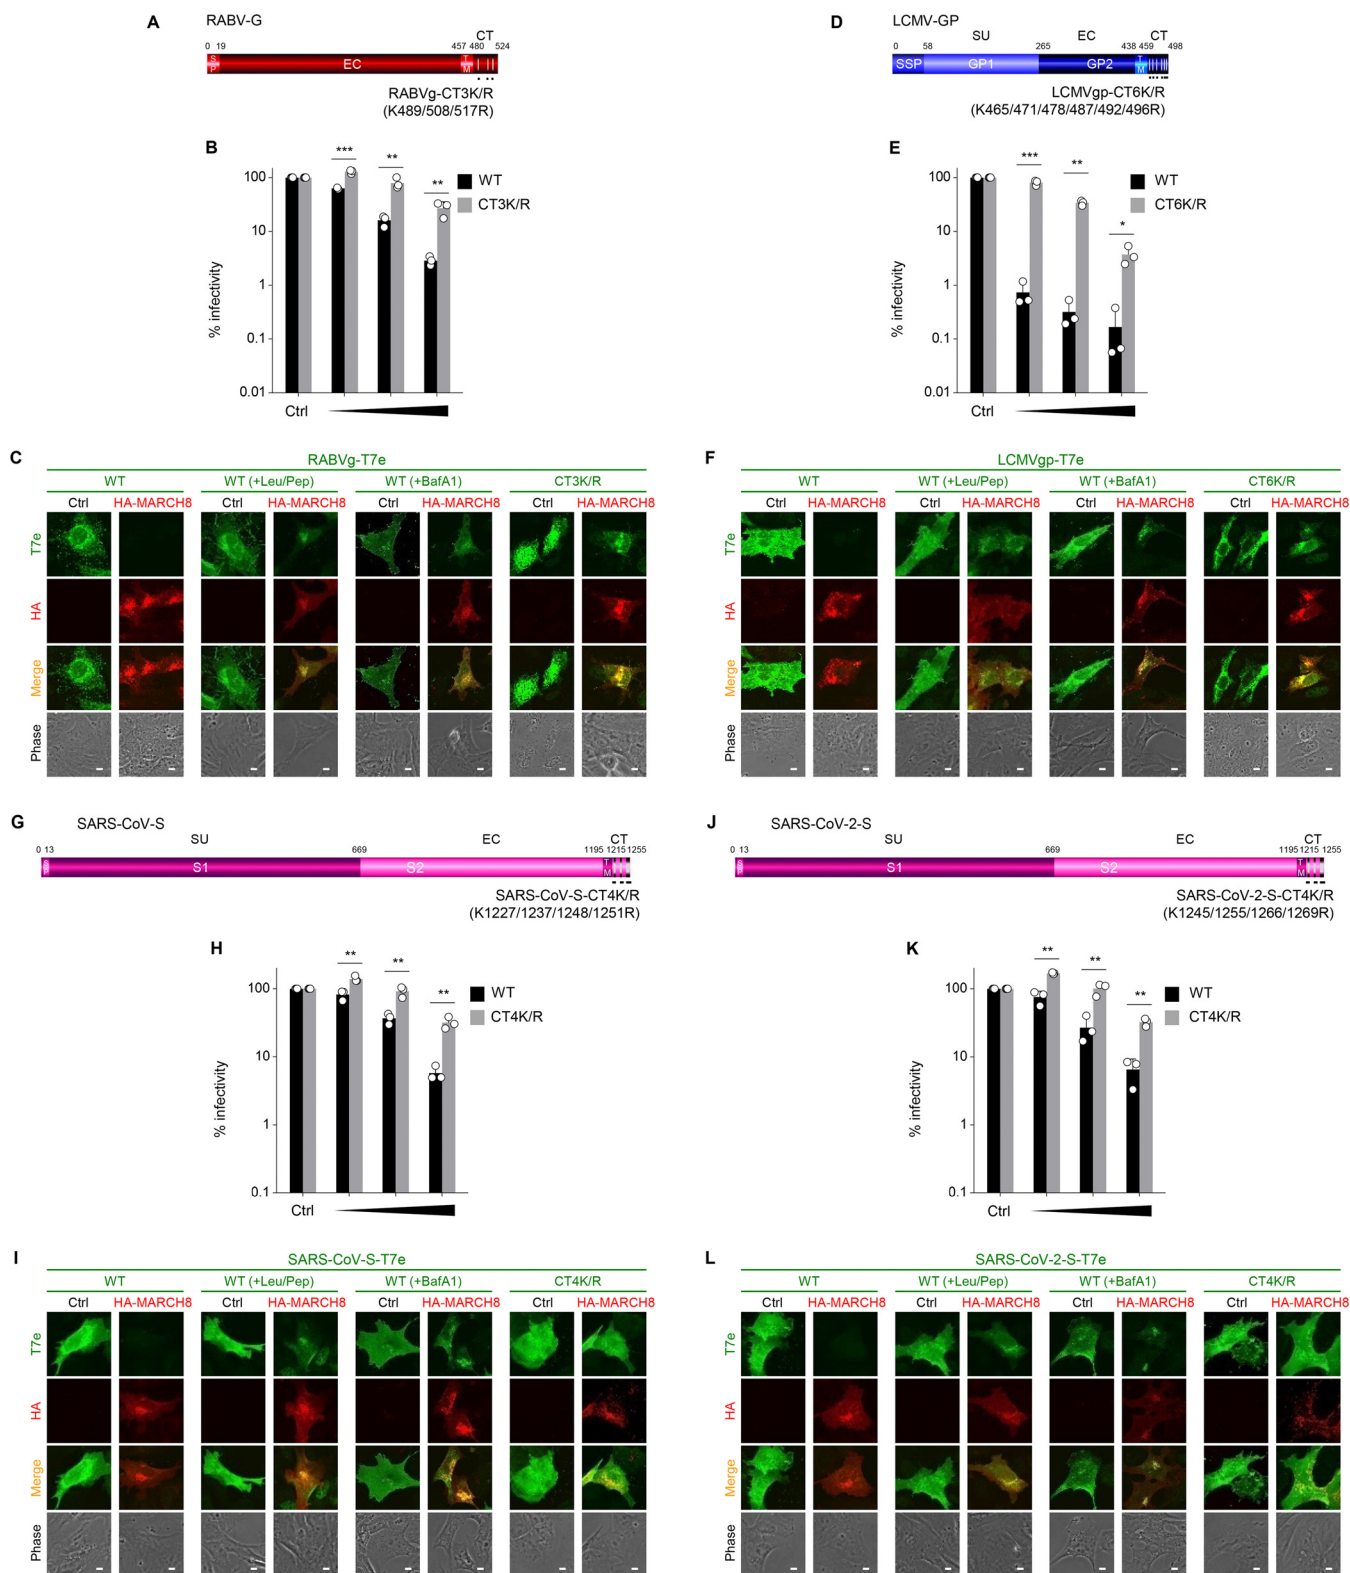 A
RABV-G
CT
0 19 457 480 524
SP EC TM
RABVg-CT3K/R
(K489/508/517R)
B
% infectivity
100
10
1
0.1
0.01
*** ** **
WT
CT3K/R
Ctrl
C
RABVg-T7e
WT WT (+Leu/Pep) WT (+BafA1) CT3K/R
Ctrl HA-MARCH8 Ctrl HA-MARCH8 Ctrl HA-MARCH8 Ctrl HA-MARCH8
T7e
HA
Merge
Phase
D
LCMV-GP
SU EC CT
0 58 265 438 459 498
SSP GP1 GP2 TM
LCMVgp-CT6K/R
(K465/471/478/487/492/496R)
E
% infectivity
100
10
1
0.1
0.01
*** ** *
WT
CT6K/R
Ctrl
F
LCMVgp-T7e
WT WT (+Leu/Pep) WT (+BafA1) CT6K/R
Ctrl HA-MARCH8 Ctrl HA-MARCH8 Ctrl HA-MARCH8 Ctrl HA-MARCH8
T7e
HA
Merge
Phase
G
SARS-CoV-S
SU EC CT
0 13 669 1195 1215 1255
SP S1 S2 TM
SARS-CoV-S-CT4K/R
(K1227/1237/1248/1251R)
H
% infectivity
100
10
1
0.1
** ** **
WT
CT4K/R
Ctrl
I
SARS-CoV-S-T7e
WT WT (+Leu/Pep) WT (+BafA1) CT4K/R
Ctrl HA-MARCH8 Ctrl HA-MARCH8 Ctrl HA-MARCH8 Ctrl HA-MARCH8
T7e
HA
Merge
Phase
J
SARS-CoV-2-S
SU EC CT
0 13 669 1195 1215 1255
SP S1 S2 TM
SARS-CoV-2-S-CT4K/R
(K1245/1255/1266/1269R)
K
% infectivity
100
10
1
0.1
** ** **
WT
CT4K/R
Ctrl
L
SARS-CoV-2-S-T7e
WT WT (+Leu/Pep) WT (+BafA1) CT4K/R
Ctrl HA-MARCH8 Ctrl HA-MARCH8 Ctrl HA-MARCH8 Ctrl HA-MARCH8
T7e
HA
Merge
Phase